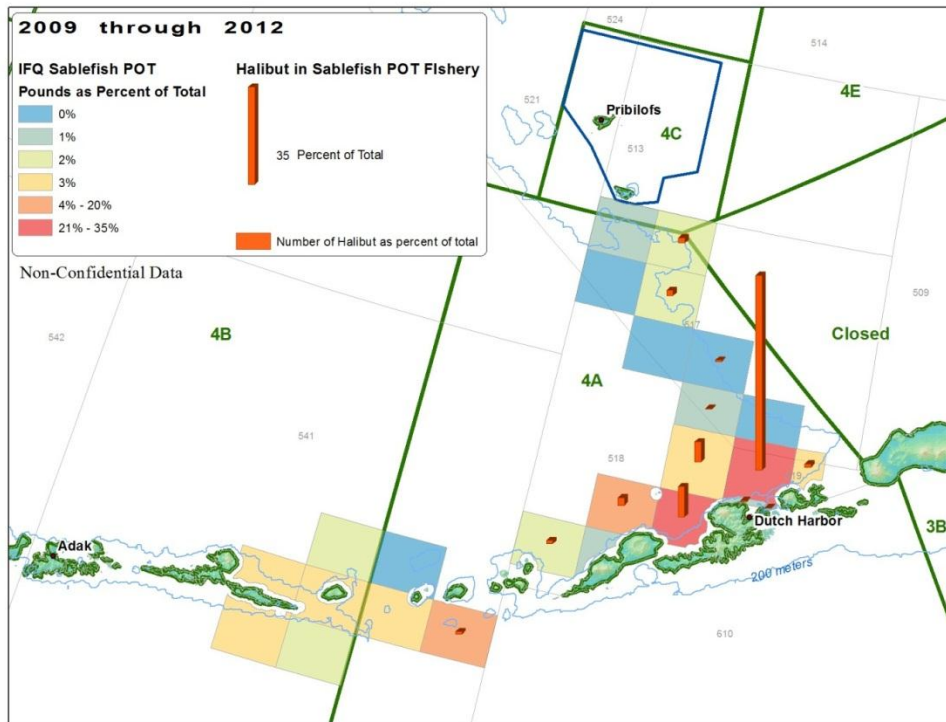 2009 through 2012
IFQ Sablefish POT
Pounds as Percent of Total
0%
1%
2%
3%
4% - 20%
21% - 35%
Halibut in Sablefish POT FIshery
35 Percent of Total
Number of Halibut as percent of total
Non-Confidential Data
524
514
521
4E
Pribilofs
4C
513
509
517
542
4B
Closed
4A
541
518
19
Dutch Harbor
3B
Adak
200 meters
610